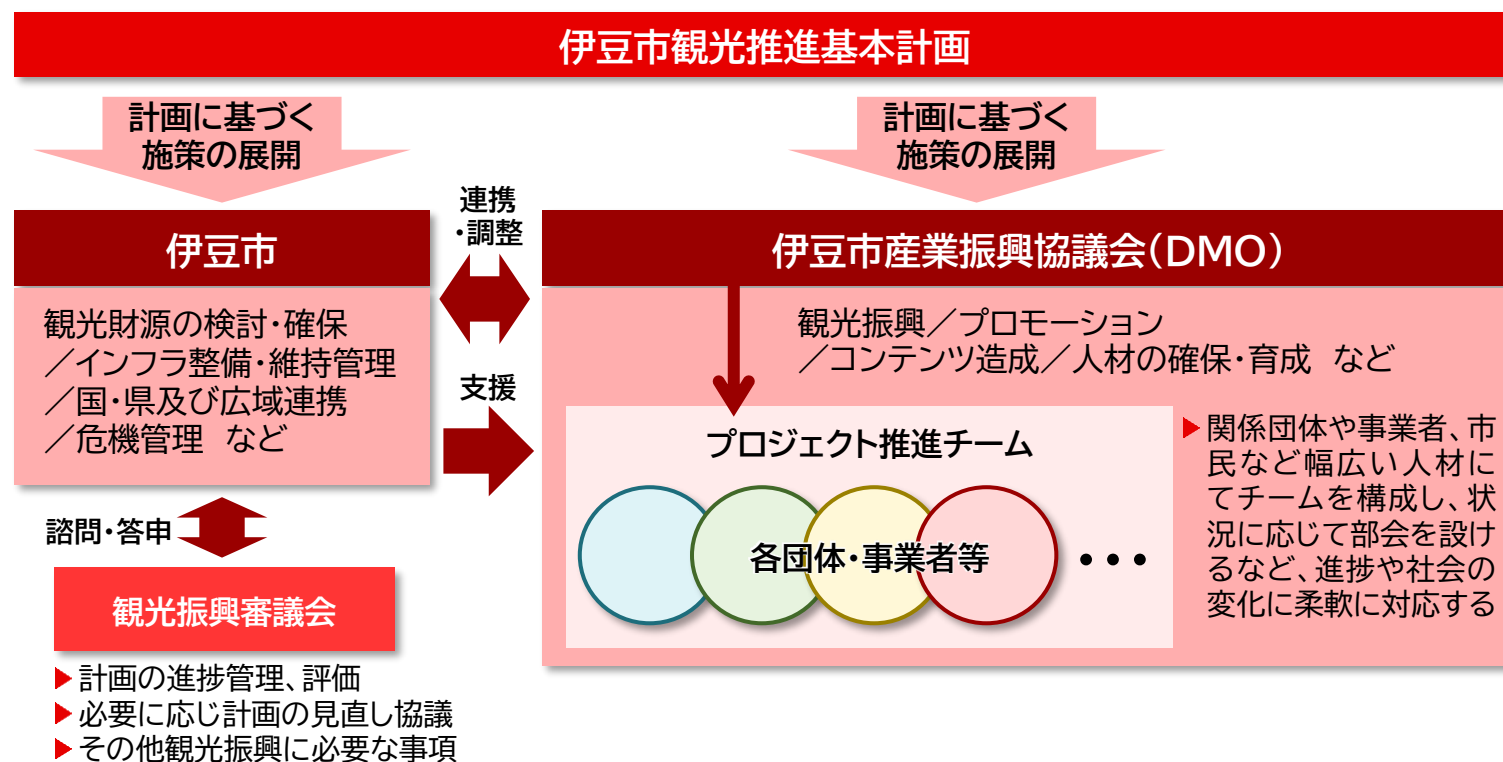 伊豆市観光推進基本計画
計画に基づく
施策の展開
計画に基づく
施策の展開
伊豆市
観光財源の検討・確保
／インフラ整備・維持管理
／国・県及び広域連携
／危機管理　など
連携
・調整
支援
伊豆市産業振興協議会（DMO）
観光振興／プロモーション
／コンテンツ造成／人材の確保・育成　など
プロジェクト推進チーム
各団体・事業者等
・・・
▶関係団体や事業者、市
民など幅広い人材に
てチームを構成し、状
況に応じて部会を設け
るなど、進捗や社会の
変化に柔軟に対応する
諮問・答申
観光振興審議会
▶計画の進捗管理、評価
▶必要に応じ計画の見直し協議
▶その他観光振興に必要な事項